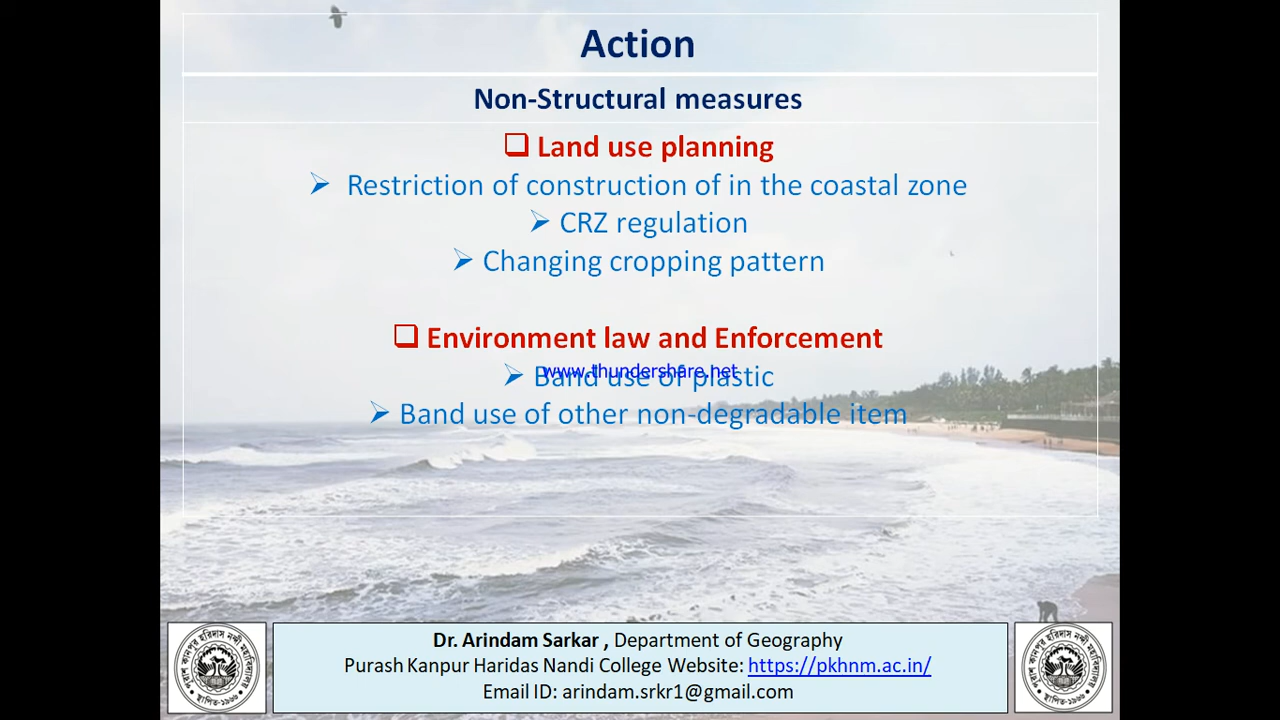 Action
Non-Structural measures
Land use planning
Restriction of construction of in the coastal zone
CRZ regulation
Changing cropping pattern
Environment law and Enforcement
Band use of plastic
www.thundershare.net
Band use of other non-degradable item
Dr. Arindam Sarkar , Department of Geography
Purash Kanpur Haridas Nandi College Website: https://pkhnm.ac.in/
Email ID: arindam.srkr1@gmail.com